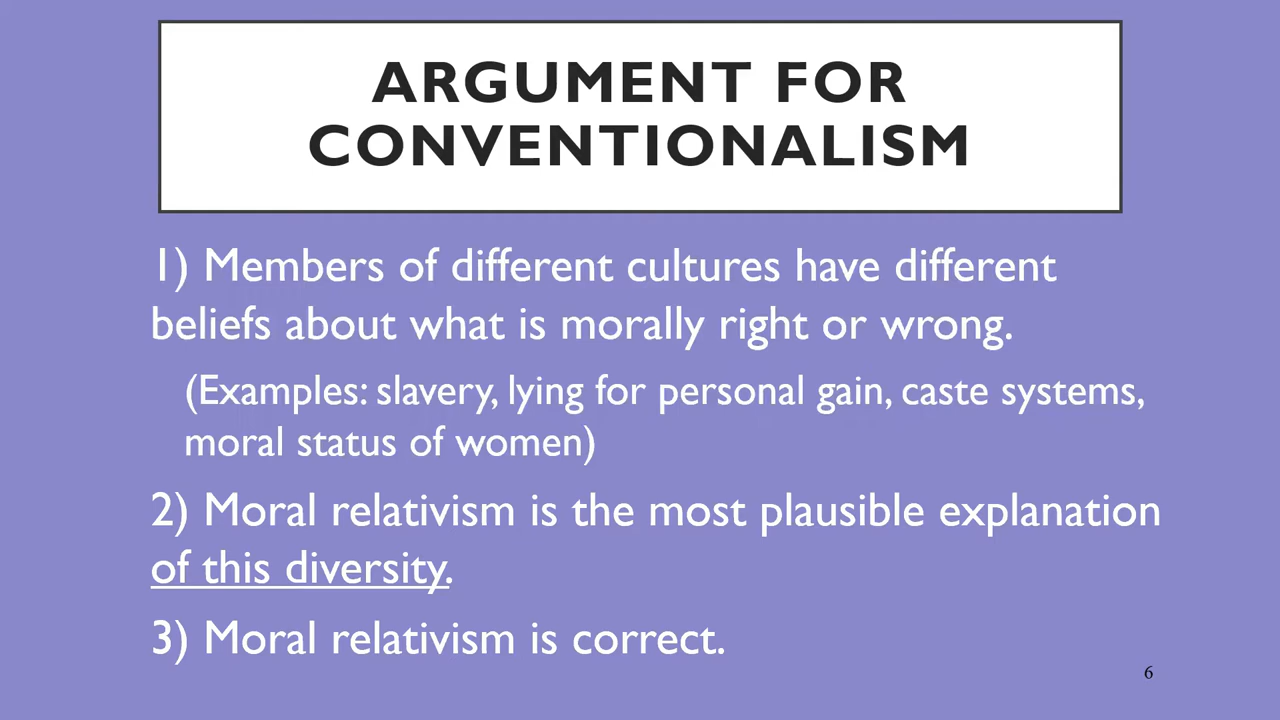 ARGUMENT FOR
CONVENTIONALISM
1) Members of different cultures have different
beliefs about what is morally right or wrong.
(Examples: slavery, lying for personal gain, caste systems,
moral status of women)
2) Moral relativism is the most plausible explanation
of this diversity.
3) Moral relativism is correct.
6